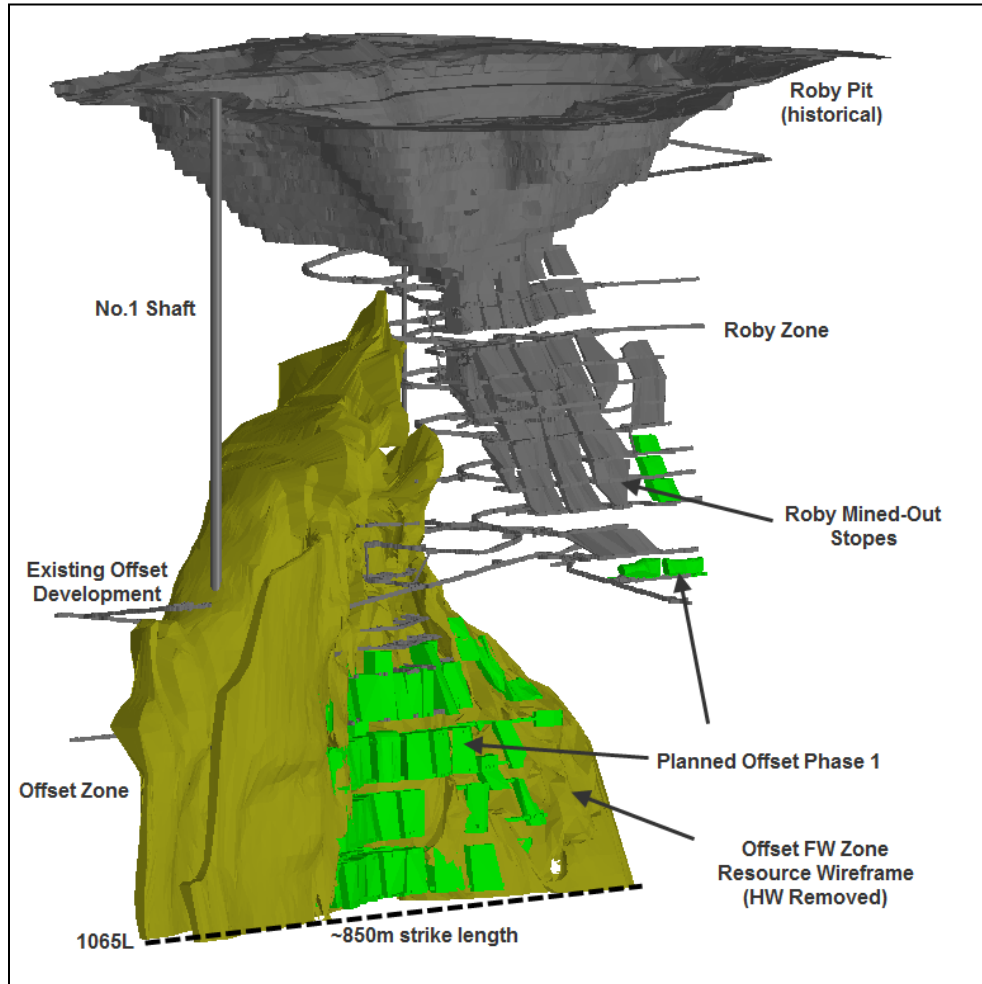 Roby Pit
(historical)
No.1 Shaft
Roby Zone
Roby Mined-Out
Stopes
Existing Offset
Development
Planned Offset Phase 1
Offset Zone
Offset FW Zone
Resource Wireframe
(HW Removed)
1065L
~850m strike length